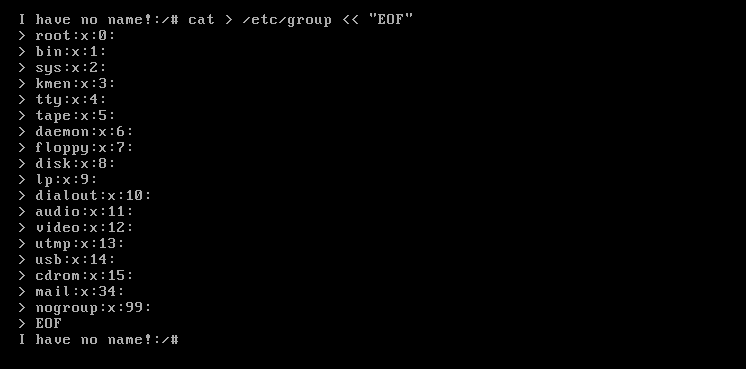 I have no name!:/# cat > /etc/group << "EOF"
> root:x:0:
> bin:x:1:
> sys:x:2:
> kmen:x:3:
> tty:x:4:
> tape:x:5:
> daemon:x:6:
> floppy:x:7:
> disk:x:8:
> lp:x:9:
> dialout:x:10:
> audio:x:11:
> video:x:12:
> utmp:x:13:
> usb:x:14:
> cdrom:x:15:
> mail:x:34:
> nogroup:x:99:
> EOF
I have no name!:/#